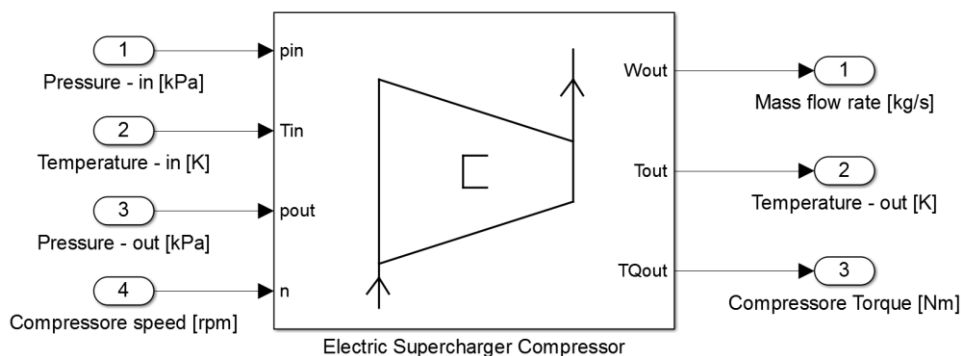 1
pin
Pressure - in [kPa]
2
Tin
Temperature - in [K]
3
pout
Pressure - out [kPa]
4
n
Compressore speed [rpm]
C
Wout
1
Mass flow rate [kg/s]
Tout
2
Temperature - out [K]
TQout
3
Compressore Torque [Nm]
Electric Supercharger Compressor